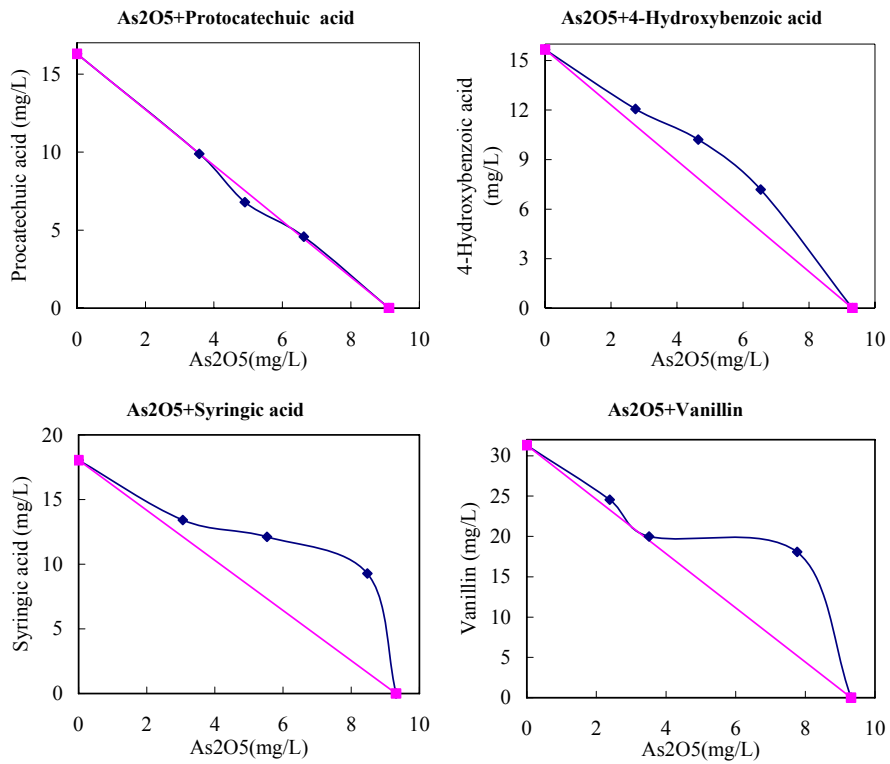 As2O5+Protocatechuic acid
Procatechuic acid (mg/L)
15
10
5
0
0 2 4 6 8 10
As2O5(mg/L)
As2O5+4-Hydroxybenzoic acid
4-Hydroxybenzoic acid
(mg/L)
15
12
9
6
3
0
0 2 4 6 8 10
As2O5(mg/L)
As2O5+Syringic acid
Syringic acid (mg/L)
20
15
10
5
0
0 2 4 6 8 10
As2O5(mg/L)
As2O5+Vanillin
Vanillin (mg/L)
30
25
20
15
10
5
0
0 2 4 6 8 10
As2O5(mg/L)